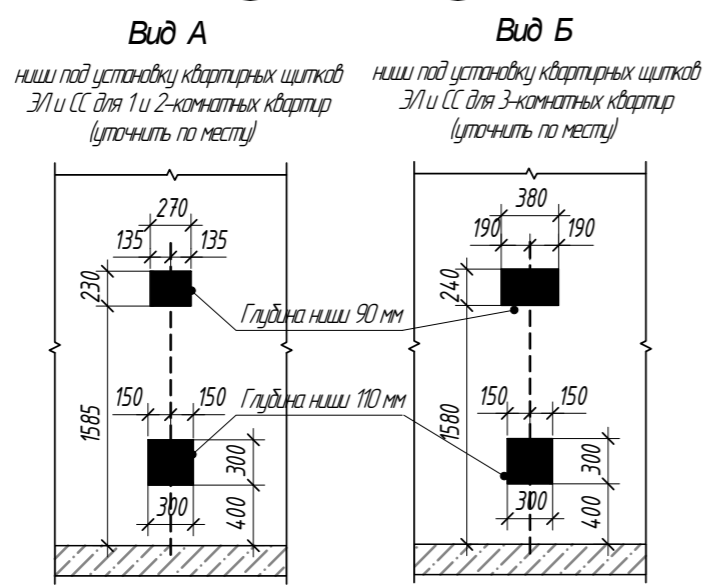 Вид А
ниши под установку квартирных щитков
ЭЛ и СС для 1 и 2-комнатных квартир
(уточнить по месту)
270
135
135
230
1585
150
150
300
300
400
Вид Б
ниши под установку квартирных щитков
ЭЛ и СС для 3-комнатных квартир
(уточнить по месту)
380
190
190
240
1580
150
150
300
300
400
Глубина ниши 90 мм
Глубина ниши 110 мм